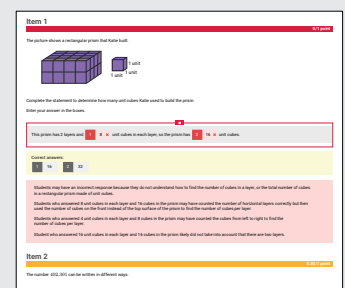 Item 1
0/1 point
The picture shows a rectangular prism that Katie built.
1 unit
1 unit
1 unit
Complete the statement to determine how many unit cubes Katie used to build the prism.
Enter your answer in the boxes.
This prism has 2 layers and 1 8 unit cubes in each layer, so the prism has 2 16 unit cubes.
Correct answers:
1 16 2 32
Students may have an incorrect response because they do not understand how to find the number of cubes in a layer, or the total number of cubes
in a rectangular prism made of unit cubes.
Students who answered 8 unit cubes in each layer and 16 cubes in the prism may have counted the number of horizontal layers correctly but then
used the number of cubes on the front instead of the top surface of the prism to find the number of cubes per layer.
Students who answered 4 unit cubes in each layer and 8 cubes in the prism may have counted the cubes from left to right to find the
number of cubes per layer.
Student who answered 16 unit cubes in each layer and 16 cubes in the prism likely did not take into account that there are two layers.
Item 2
The number 402.301 can be written in different ways.